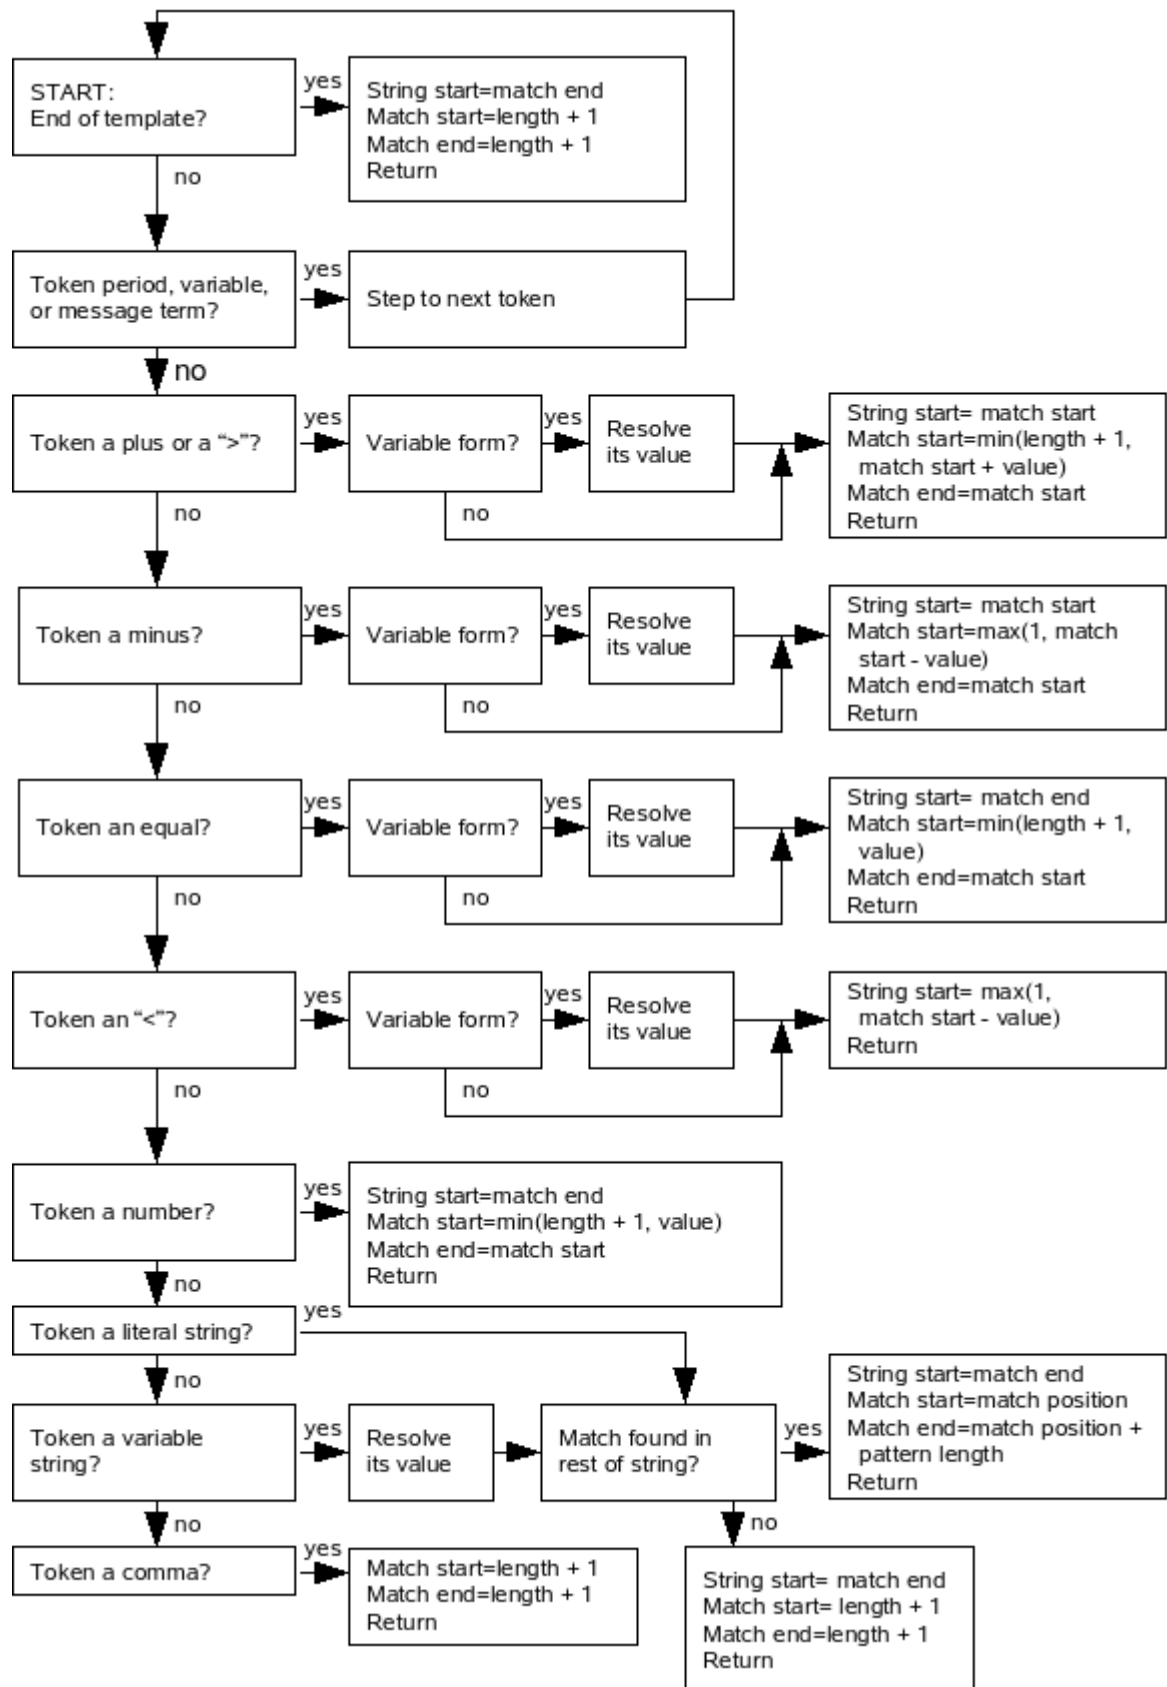 START:
End of template?
yes
String start=match end
Match start=length + 1
Match end=length + 1
Return
no
Token period, variable,
or message term?
yes
Step to next token
no
Token a plus or a “>”?
yes
Variable form?
yes
Resolve
its value
String start= match start
Match start=min(length + 1,
match start + value)
Match end=match start
Return
no
no
Token a minus?
yes
Variable form?
yes
Resolve
its value
String start= match start
Match start=max(1, match
start - value)
Match end=match start
Return
no
no
Token an equal?
yes
Variable form?
yes
Resolve
its value
String start= match end
Match start=min(length + 1,
value)
Match end=match start
Return
no
no
Token an “<”?
yes
Variable form?
yes
Resolve
its value
String start= max(1,
match start - value)
Return
no
no
Token a number?
yes
String start=match end
Match start=min(length + 1, value)
Match end=match start
Return
no
Token a literal string?
yes
no
Token a variable
string?
yes
Resolve
its value
Match found in
rest of string?
yes
String start=match end
Match start=match position
Match end=match position +
pattern length
Return
no
no
Token a comma?
yes
Match start=length + 1
Match end=length + 1
Return
String start= match end
Match start= length + 1
Match end=length + 1
Return